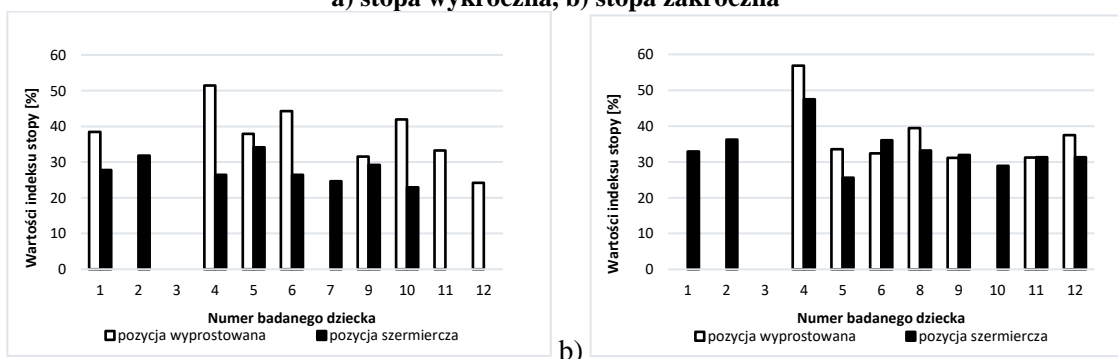 a) stopa wykroczna, b) stopa zakroczna
Wartości indeksu stopy [%]
60
50
40
30
20
10
0
1 2 3 4 5 6 7 9 10 11 12
Numer badanego dziecka
pozycja wyprostowana pozycja szermiercza
b)
Wartości indeksu stopy [%]
60
50
40
30
20
10
0
1 2 3 4 5 6 8 9 10 11 12
Numer badanego dziecka
pozycja wyprostowana pozycja szermiercza